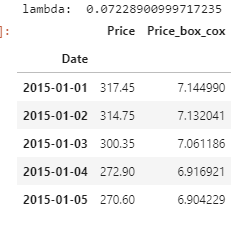 lambda:  0.07228900999717235
]:
Price Price_box_cox
Date
2015-01-01 317.45 7.144990
2015-01-02 314.75 7.132041
2015-01-03 300.35 7.061186
2015-01-04 272.90 6.916921
2015-01-05 270.60 6.904229